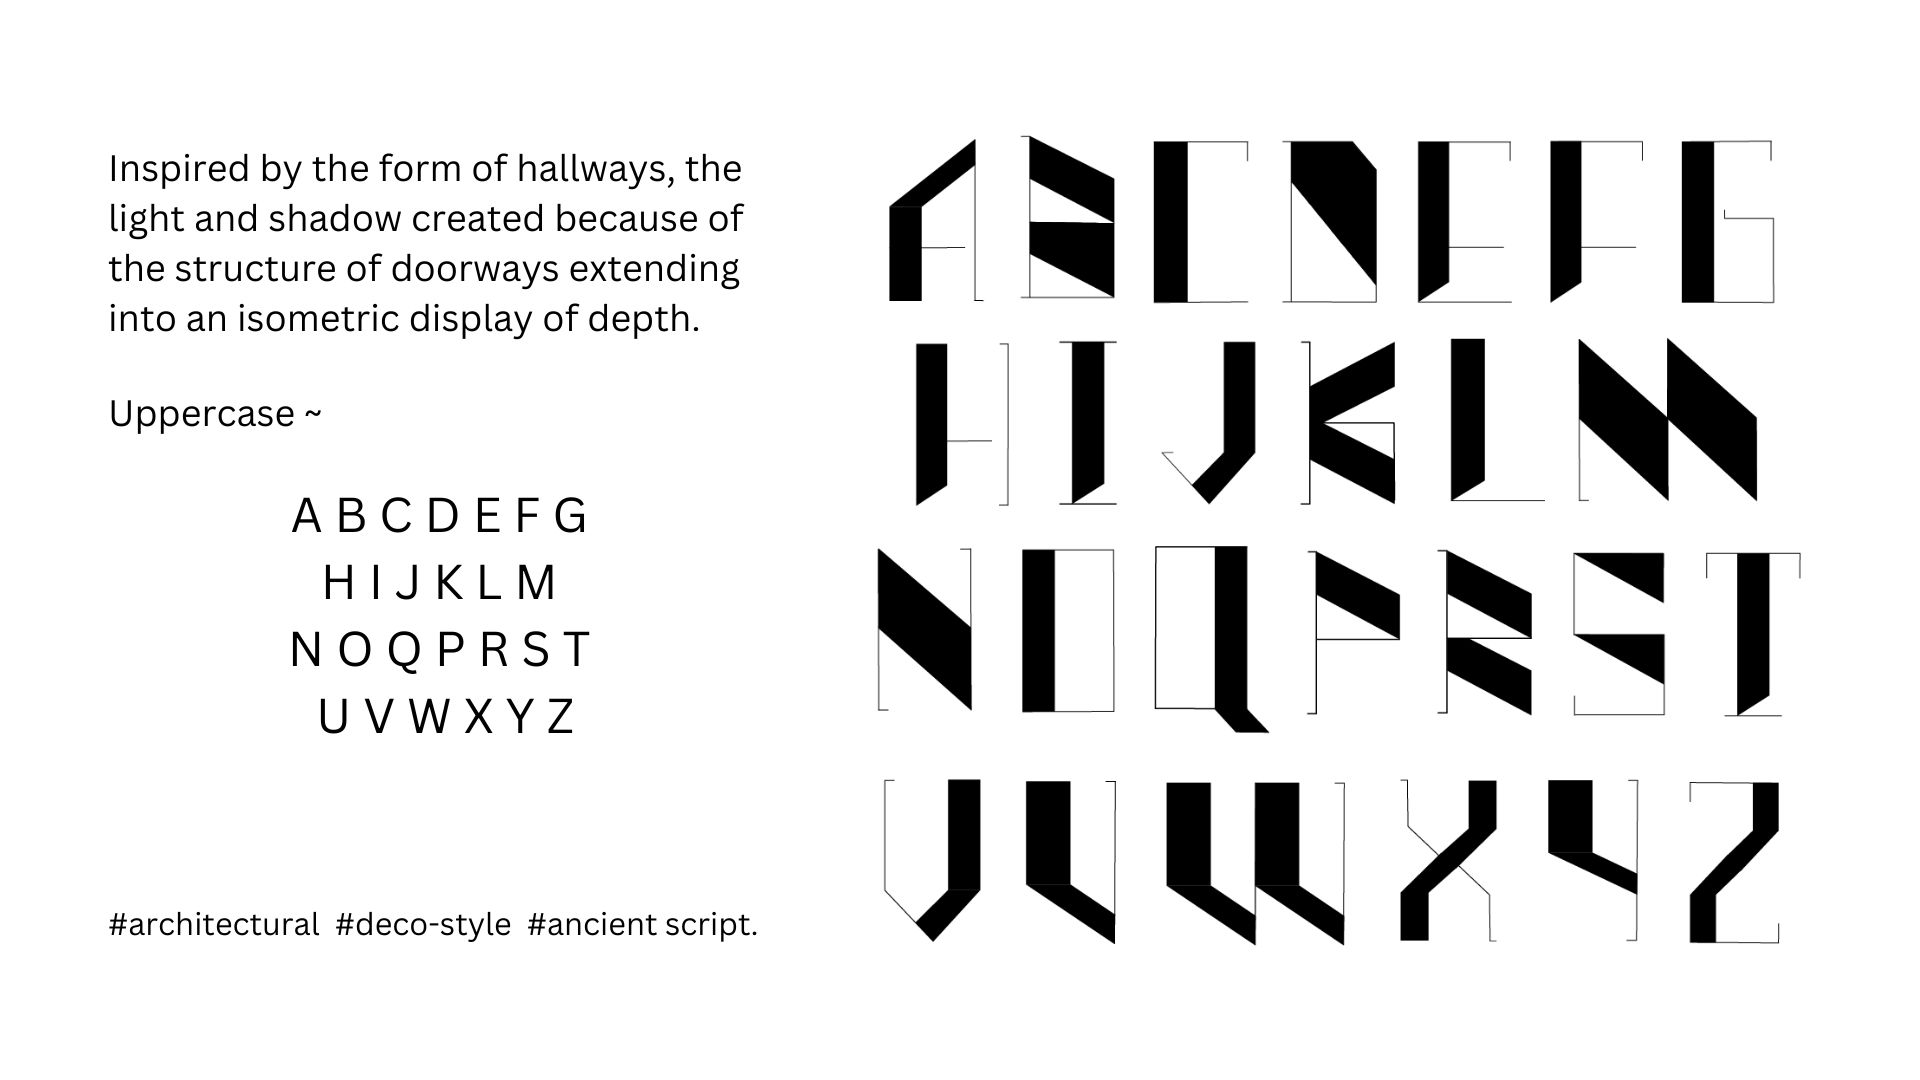 Inspired by the form of hallways, the
light and shadow created because of
the structure of doorways extending
into an isometric display of depth.
Uppercase ~
A B C D E F G
H I J K L M
N O Q P R S T
U V W X Y Z
#architectural #deco-style #ancient script.
A B C D E F G
H I J K L M
N O Q P R S T
U V W X Y Z